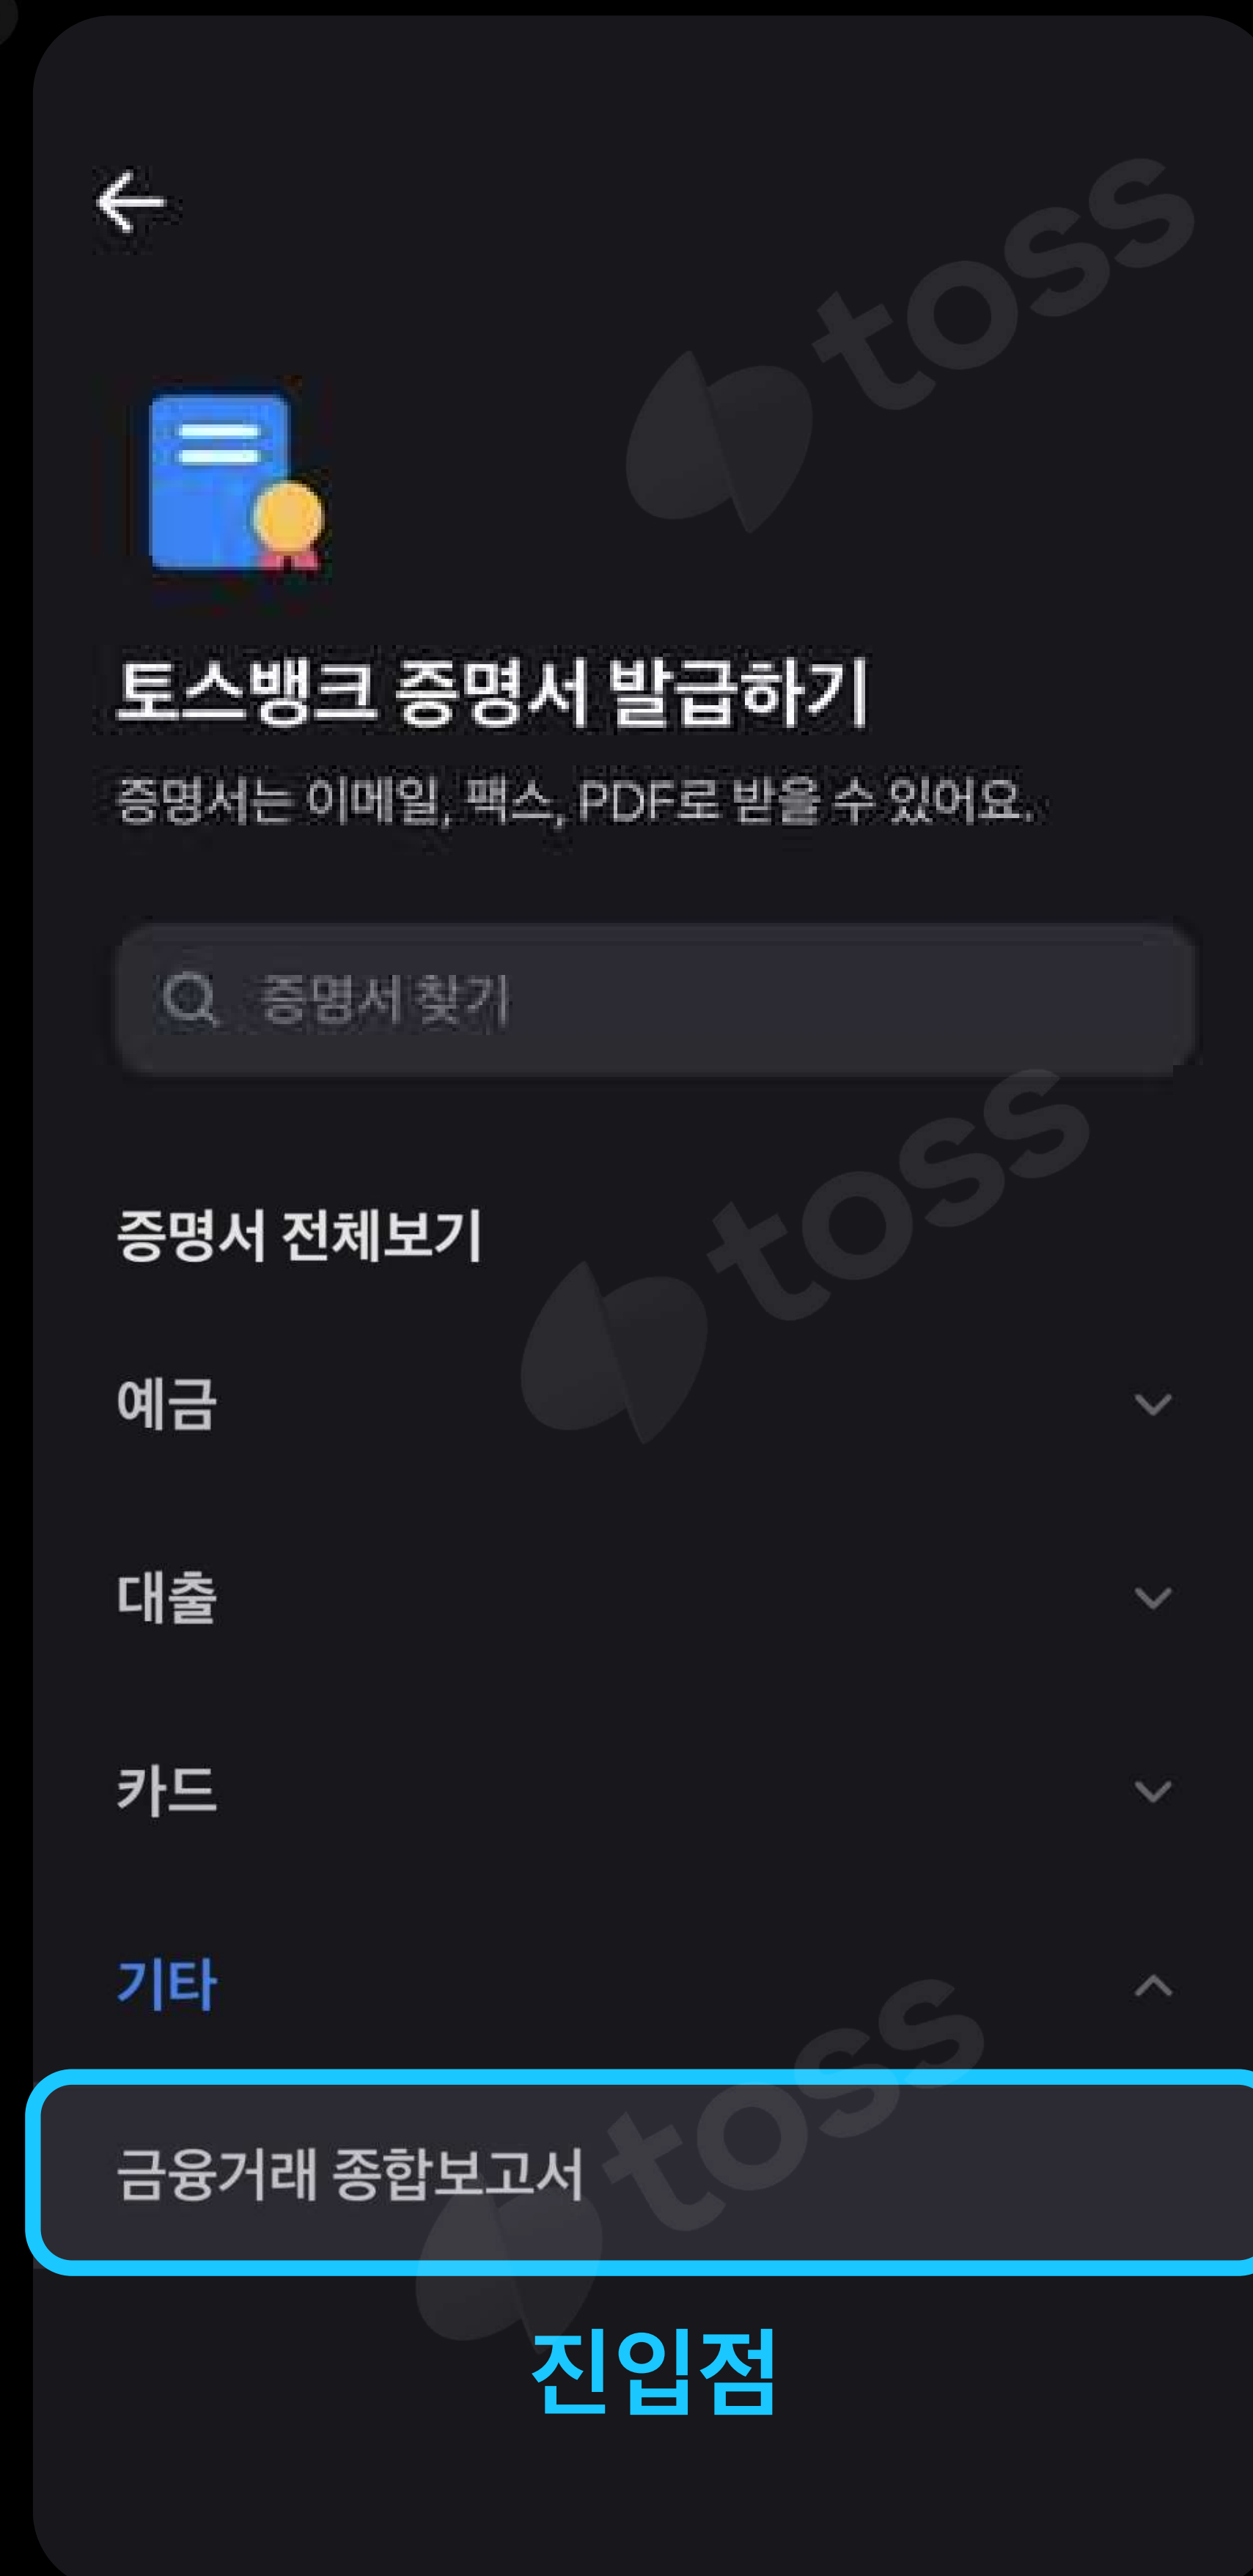 toss
토스뱅크 증명서 발급하기
증명서는 이메일, 팩스, PDF로 받을 수 있어요.
증명서 찾기
toss
증명서 전체보기
예금
대출
카드
기타
toss
금융거래 종합보고서
진입점